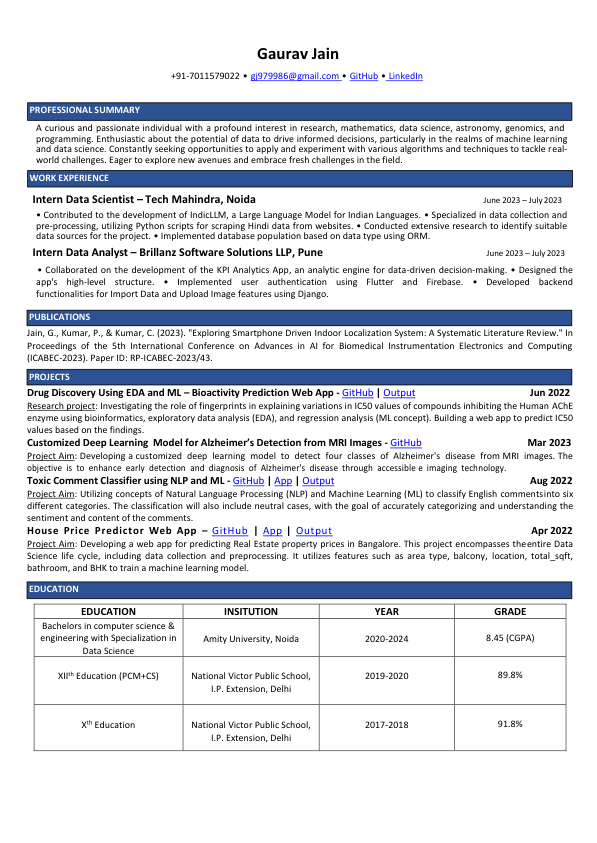 Gaurav Jain
+91-7011579022 • gj979986@gmail.com • GitHub • LinkedIn
PROFESSIONAL SUMMARY
A curious and passionate individual with a profound interest in research, mathematics, data science, astronomy, genomics, and
programming. Enthusiastic about the potential of data to drive informed decisions, particularly in the realms of machine learning
and data science. Constantly seeking opportunities to apply and experiment with various algorithms and techniques to tackle real-
world challenges. Eager to explore new avenues and embrace fresh challenges in the field.
WORK EXPERIENCE
Intern Data Scientist – Tech Mahindra, Noida June 2023 – July 2023
• Contributed to the development of IndicLLM, a Large Language Model for Indian Languages. • Specialized in data collection and
pre-processing, utilizing Python scripts for scraping Hindi data from websites. • Conducted extensive research to identify suitable
data sources for the project. • Implemented database population based on data type using ORM.
Intern Data Analyst – Brillanz Software Solutions LLP, Pune June 2023 – July 2023
• Collaborated on the development of the KPI Analytics App, an analytic engine for data-driven decision-making. • Designed the
app's high-level structure. • Implemented user authentication using Flutter and Firebase. • Developed backend
functionalities for Import Data and Upload Image features using Django.
PUBLICATIONS
Jain, G., Kumar, P., & Kumar, C. (2023). "Exploring Smartphone Driven Indoor Localization System: A Systematic Literature Review." In
Proceedings of the 5th International Conference on Advances in AI for Biomedical Instrumentation Electronics and Computing
(ICABEC-2023). Paper ID: RP-ICABEC-2023/43.
PROJECTS
Drug Discovery Using EDA and ML – Bioactivity Prediction Web App - GitHub | Output Jun 2022
Research project: Investigating the role of fingerprints in explaining variations in IC50 values of compounds inhibiting the Human AChE
enzyme using bioinformatics, exploratory data analysis (EDA), and regression analysis (ML concept). Building a web app to predict IC50
values based on the findings.
Customized Deep Learning Model for Alzheimer's Detection from MRI Images - GitHub Mar 2023
Project Aim: Developing a customized deep learning model to detect four classes of Alzheimer's disease from MRI images. The
objective is to enhance early detection and diagnosis of Alzheimer's disease through accessible e imaging technology.
Toxic Comment Classifier using NLP and ML - GitHub | App | Output Aug 2022
Project Aim: Utilizing concepts of Natural Language Processing (NLP) and Machine Learning (ML) to classify English commentsinto six
different categories. The classification will also include neutral cases, with the goal of accurately categorizing and understanding the
sentiment and content of the comments.
House Price Predictor Web App – GitHub | App | Output Apr 2022
Project Aim: Developing a web app for predicting Real Estate property prices in Bangalore. This project encompasses theentire Data
Science life cycle, including data collection and preprocessing. It utilizes features such as area type, balcony, location, total_sqft,
bathroom, and BHK to train a machine learning model.
EDUCATION
EDUCATION INSITUTION YEAR GRADE
Bachelors in computer science &
engineering with Specialization in
Data Science
Amity University, Noida 2020-2024 8.45 (CGPA)
XIIth Education (PCM+CS) National Victor Public School,
I.P. Extension, Delhi
2019-2020 89.8%
Xth Education National Victor Public School,
I.P. Extension, Delhi
2017-2018 91.8%